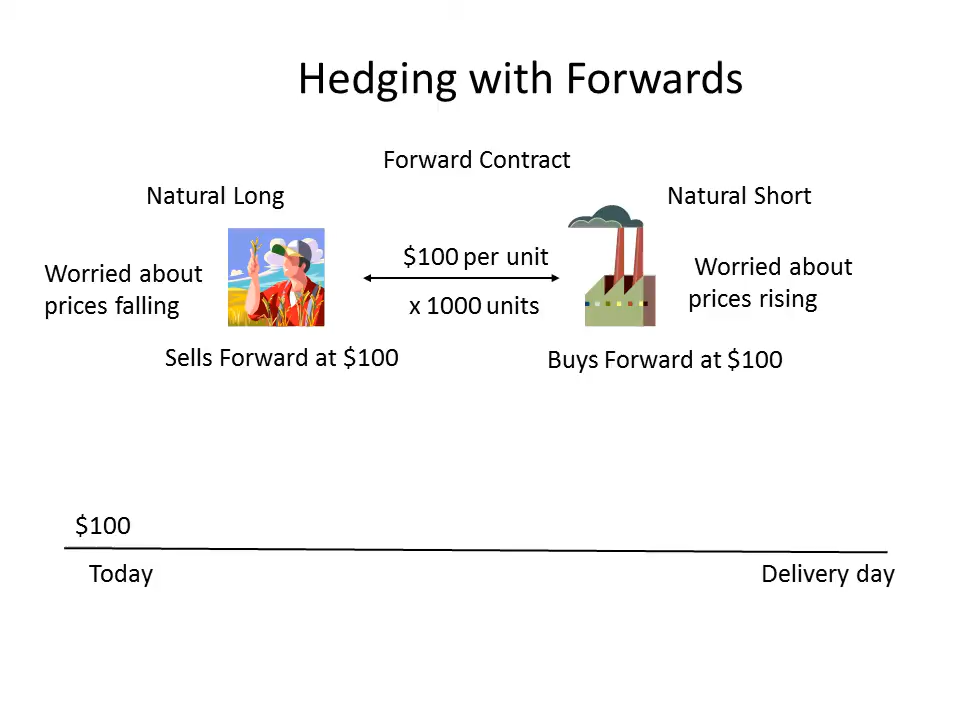 Hedging with Forwards
Forward Contract
Natural Long
Natural Short
$100 per unit
x 1000 units
Worried about
prices falling
Worried about
prices rising
Sells Forward at $100
Buys Forward at $100
$100
Today
Delivery day